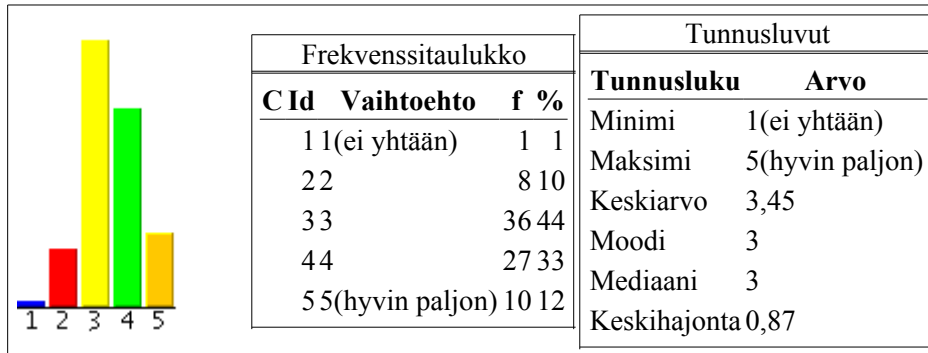 1 2 3 4 5
Frekvenssitaulukko
C Id Vaihtoehto f %
1 1(ei yhtään) 1 1
2 2 8 10
3 3 36 44
4 4 27 33
5 5(hyvin paljon) 10 12
Tunnusluvut
Tunnusluku Arvo
Minimi 1(ei yhtään)
Maksimi 5(hyvin paljon)
Keskiarvo 3,45
Moodi 3
Mediaani 3
Keskihajonta 0,87